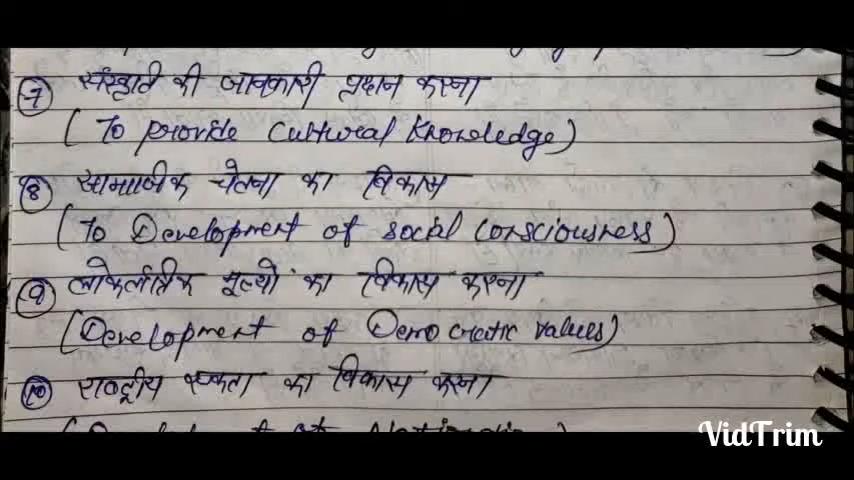 7 संस्कृति की जानकारी प्रदान करना
(To provide Cultural Knowledge)
8 सामाजिक चेतना का विकास
(To Development of social Consciousness)
9 लोकतांत्रिक मूल्यों का विकास करना
(Development of Democratic values)
10 राष्ट्रीय एकता का विकास करना
VidTrim